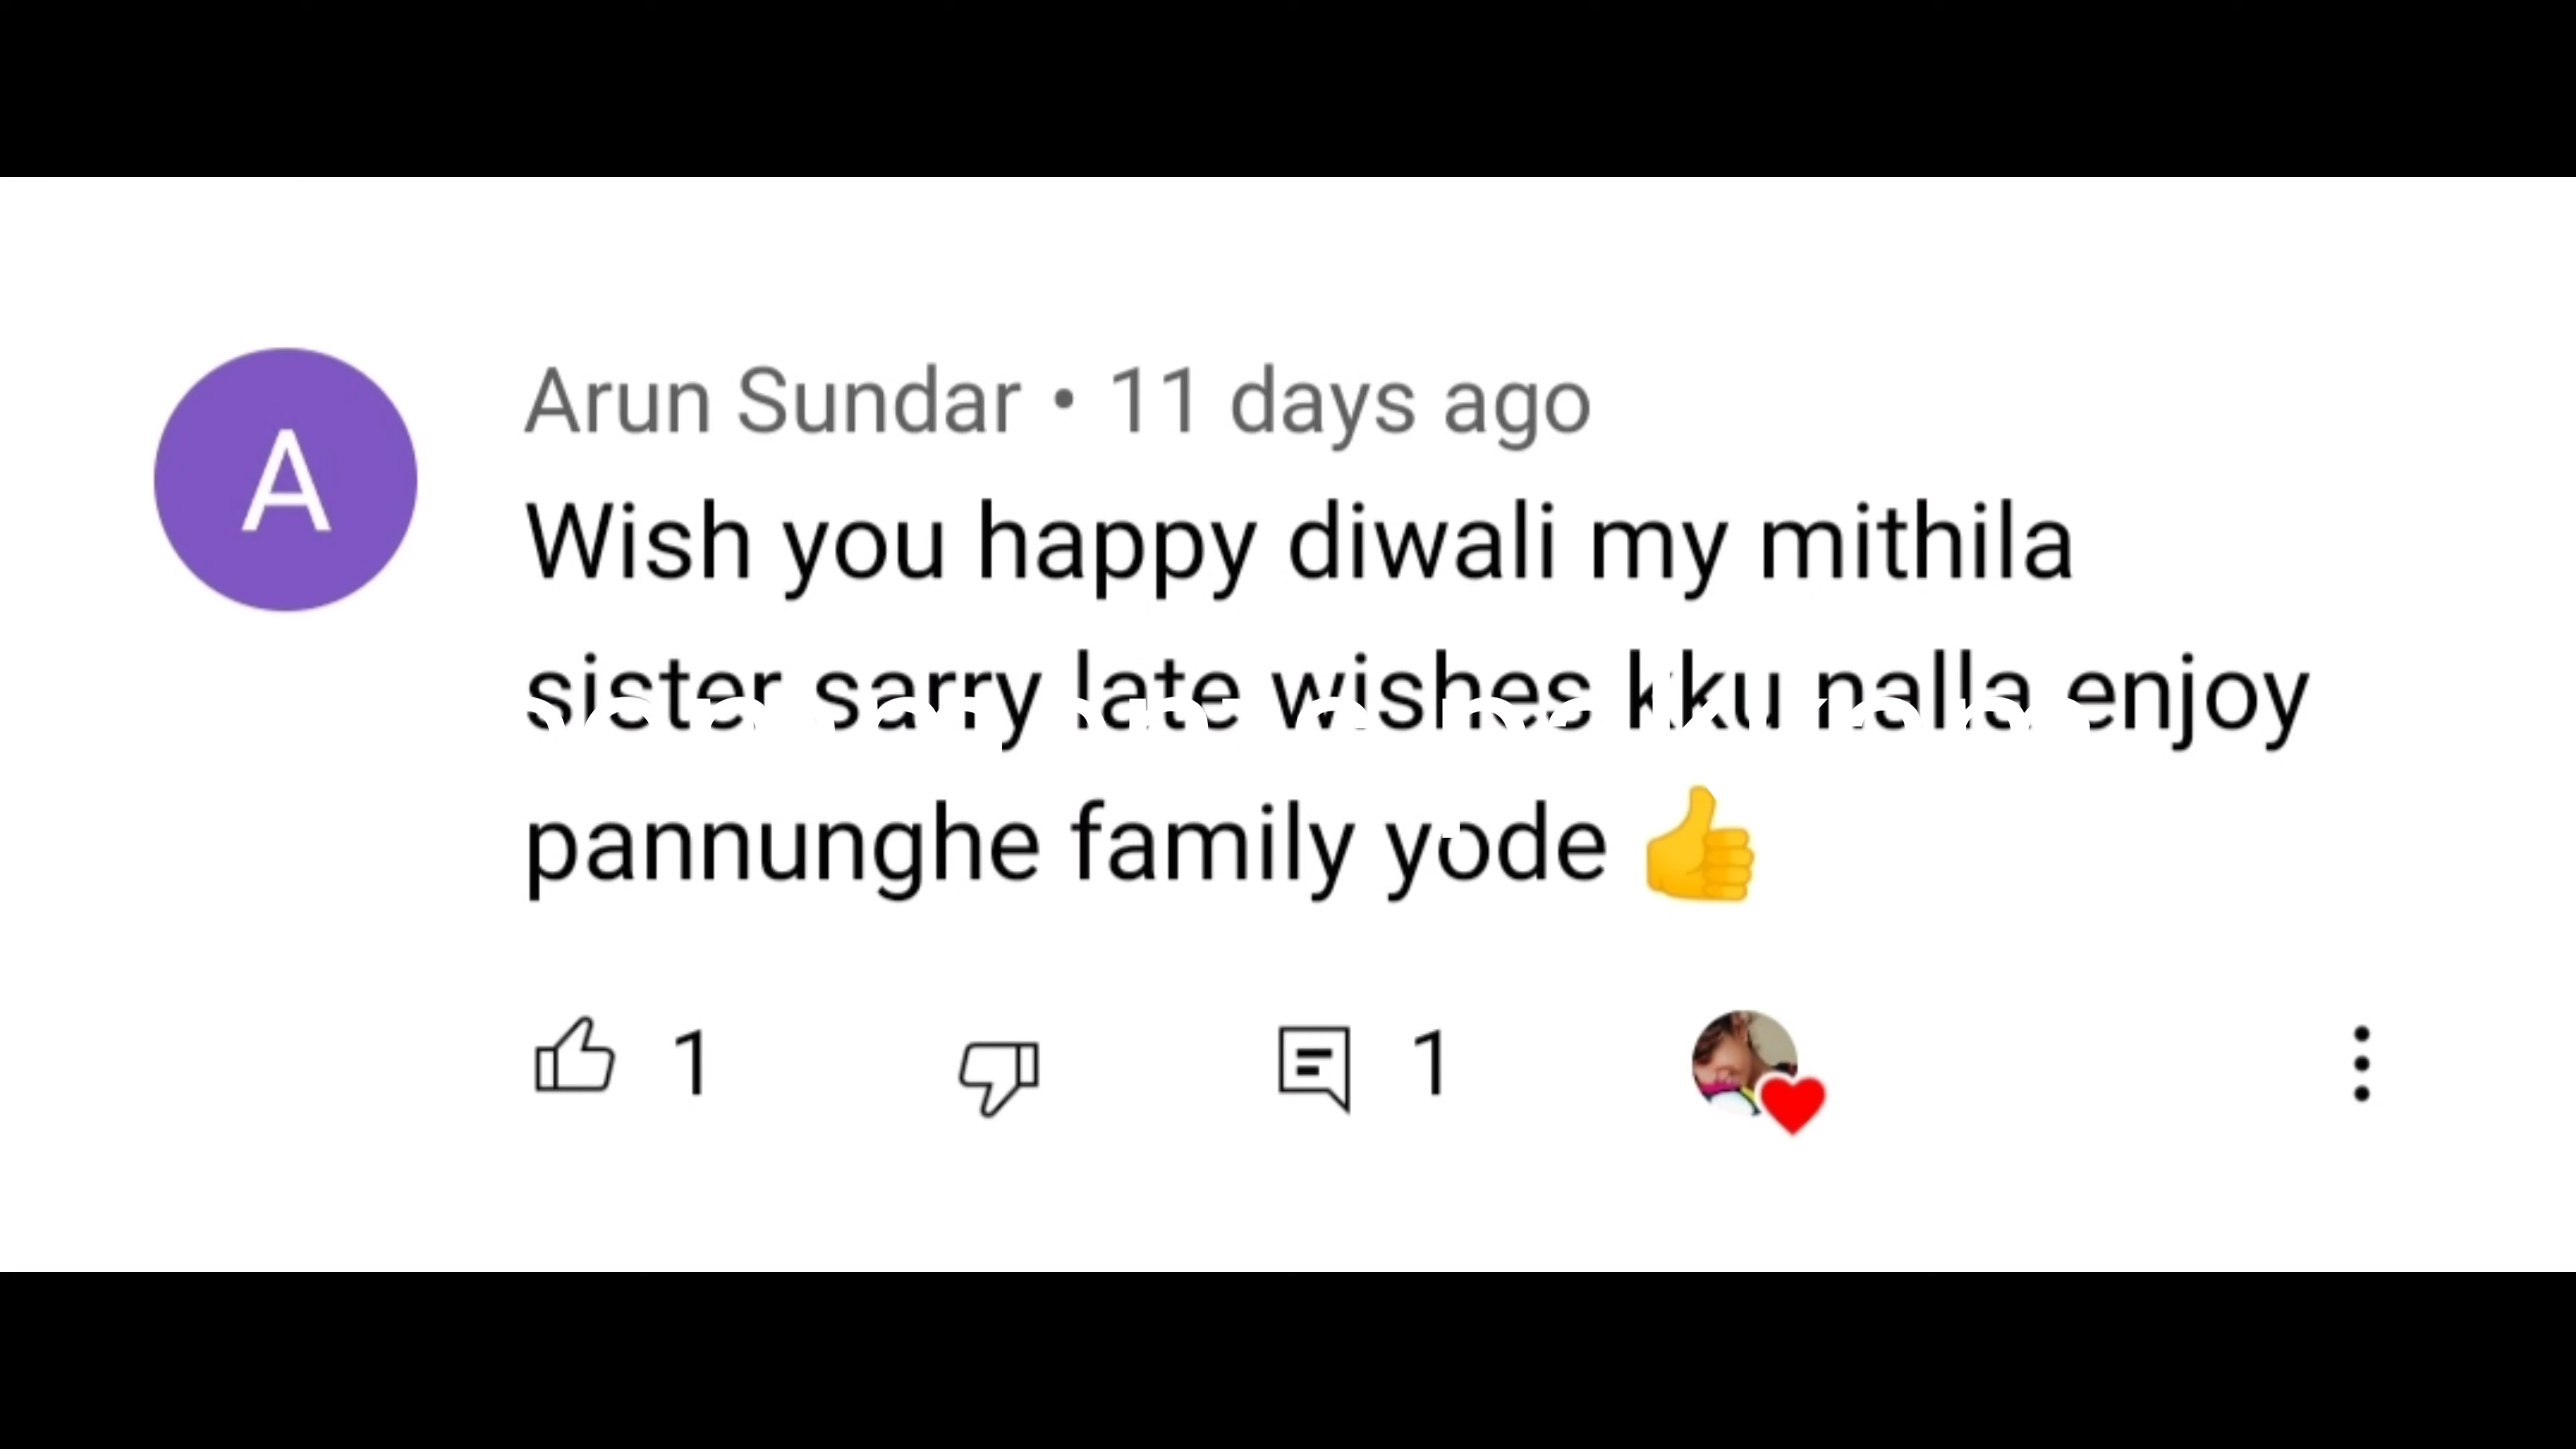 A
Arun Sundar • 11 days ago
Wish you happy diwali my mithila
sister sarry late wishes kku nalla enjoy
pannunghe family yode 👍
1 1